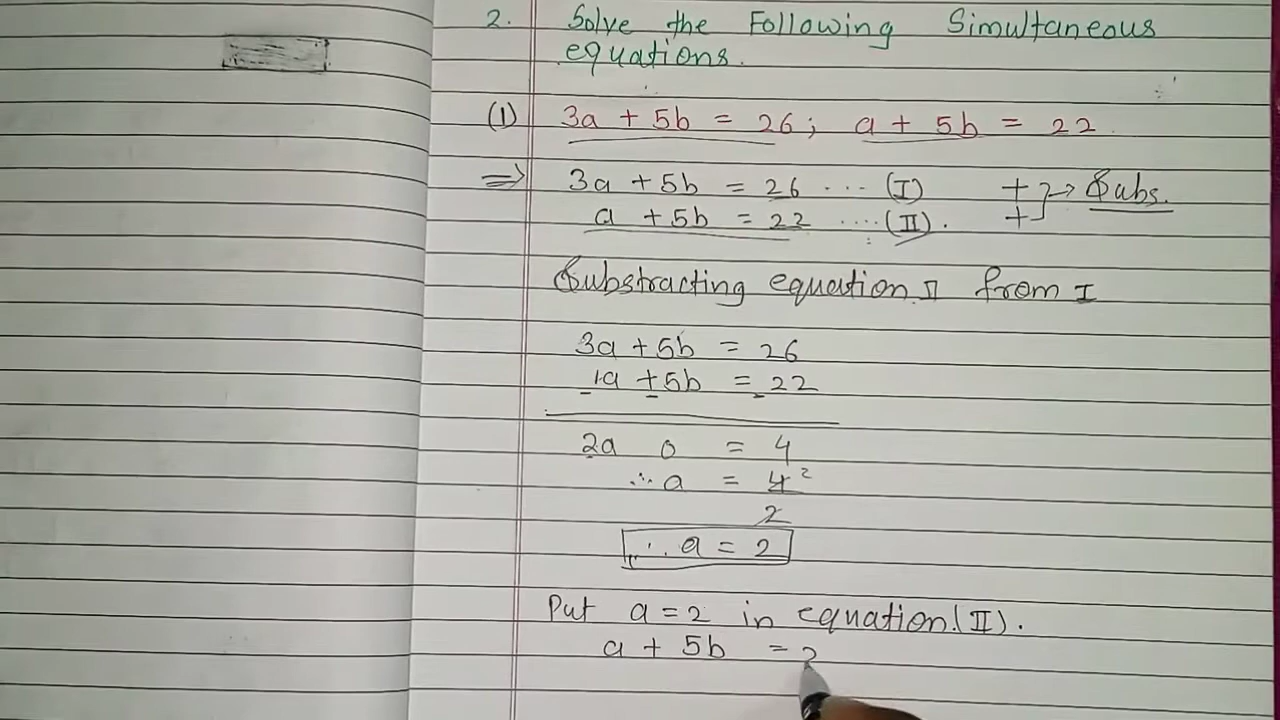 2. Solve the Following Simultaneous
equations.
(1) 3a + 5b = 26; a + 5b = 22
⇒ 3a + 5b = 26 ... (I) + → Subs.
a + 5b = 22 ....(II). +
Substracting equation II from I
3a + 5b = 26
1a + 5b = 22
- - -
2a 0 = 4
∴ a = 4 2
2
∴ a = 2
Put a = 2 in equation (II).
a + 5b = 2